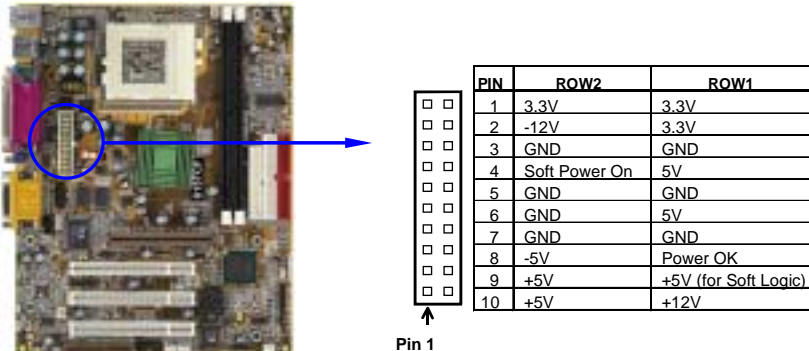 PIN ROW2 ROW1
1 3.3V 3.3V
2 -12V 3.3V
3 GND GND
4 Soft Power On 5V
5 GND GND
6 GND 5V
7 GND GND
8 -5V Power OK
9 +5V +5V (for Soft Logic)
10 +5V +12V
Pin 1